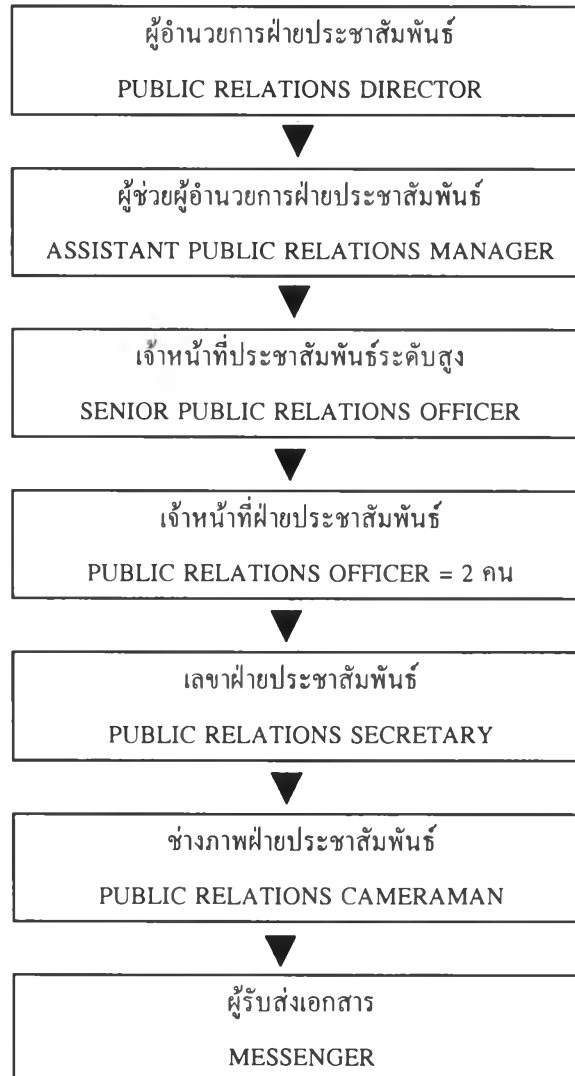 ผู้อำนวยการฝ่ายประชาสัมพันธ์
PUBLIC RELATIONS DIRECTOR
ผู้ช่วยผู้อำนวยการฝ่ายประชาสัมพันธ์
ASSISTANT PUBLIC RELATIONS MANAGER
เจ้าหน้าที่ประชาสัมพันธ์ระดับสูง
SENIOR PUBLIC RELATIONS OFFICER
เจ้าหน้าที่ฝ่ายประชาสัมพันธ์
PUBLIC RELATIONS OFFICER = 2 คน
เลขาฝ่ายประชาสัมพันธ์
PUBLIC RELATIONS SECRETARY
ช่างภาพฝ่ายประชาสัมพันธ์
PUBLIC RELATIONS CAMERAMAN
ผู้รับส่งเอกสาร
MESSENGER